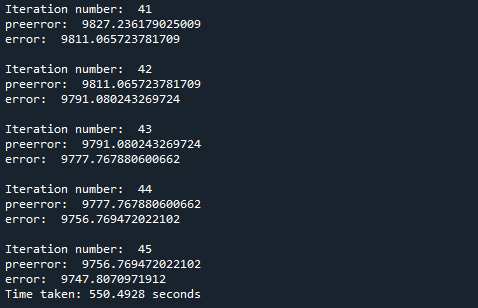 Iteration number:  41
preerror:  9827.236179025009
error:  9811.065723781709
Iteration number:  42
preerror:  9811.065723781709
error:  9791.080243269724
Iteration number:  43
preerror:  9791.080243269724
error:  9777.767880600662
Iteration number:  44
preerror:  9777.767880600662
error:  9756.769472022102
Iteration number:  45
preerror:  9756.769472022102
error:  9747.8070971912
Time taken: 550.4928 seconds